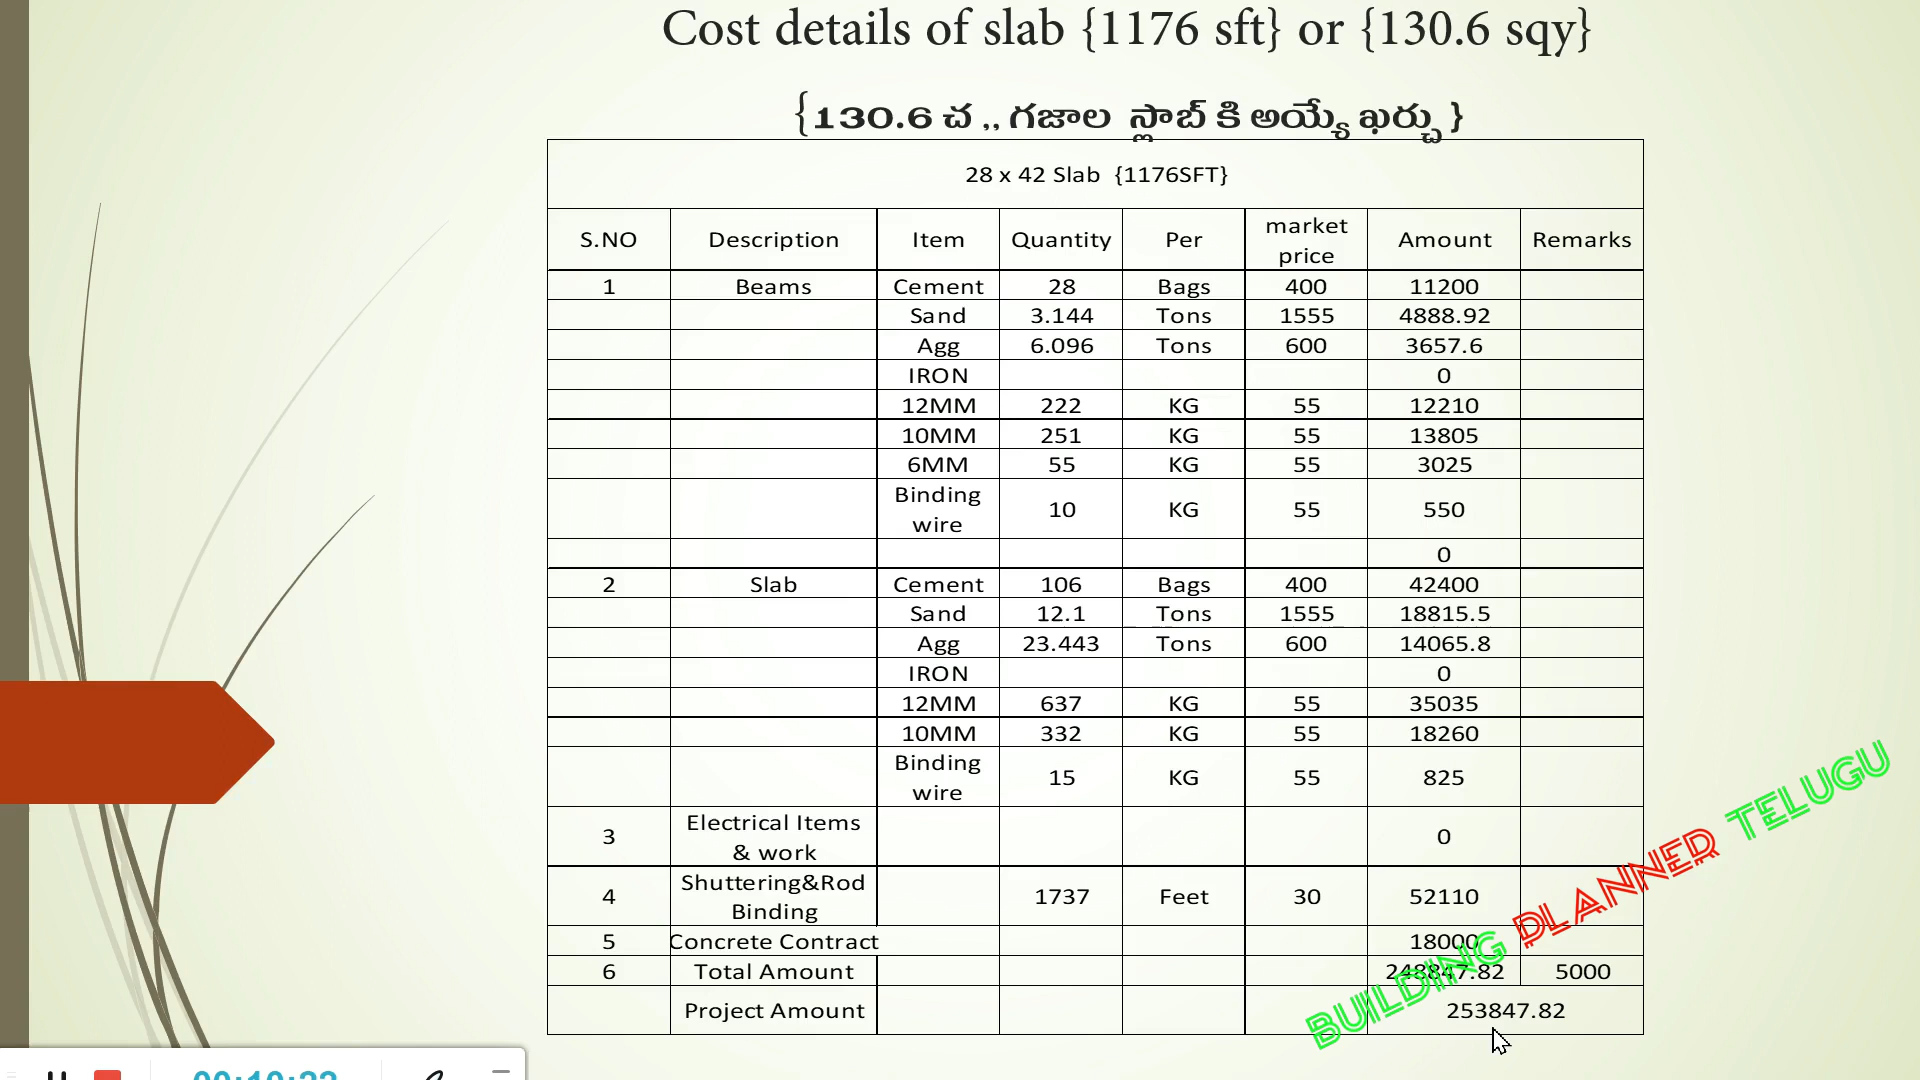 Cost details of slab {1176 sft} or {130.6 sqy}
{130.6 చ ,, గజాల స్లాబ్ కి అయ్యే ఖర్చు }
28 x 42 Slab {1176SFT}
S.NO Description Item Quantity Per market price Amount Remarks
1 Beams Cement 28 Bags 400 11200
Sand 3.144 Tons 1555 4888.92
Agg 6.096 Tons 600 3657.6
IRON 0
12MM 222 KG 55 12210
10MM 251 KG 55 13805
6MM 55 KG 55 3025
Binding wire 10 KG 55 550
0
2 Slab Cement 106 Bags 400 42400
Sand 12.1 Tons 1555 18815.5
Agg 23.443 Tons 600 14065.8
IRON 0
12MM 637 KG 55 35035
10MM 332 KG 55 18260
Binding wire 15 KG 55 825
3 Electrical Items & work 0
4 Shuttering&Rod Binding 1737 Feet 30 52110
5 Concrete Contract 18000
6 Total Amount 248847.82 5000
Project Amount 253847.82
BUILDING PLANNER TELUGU